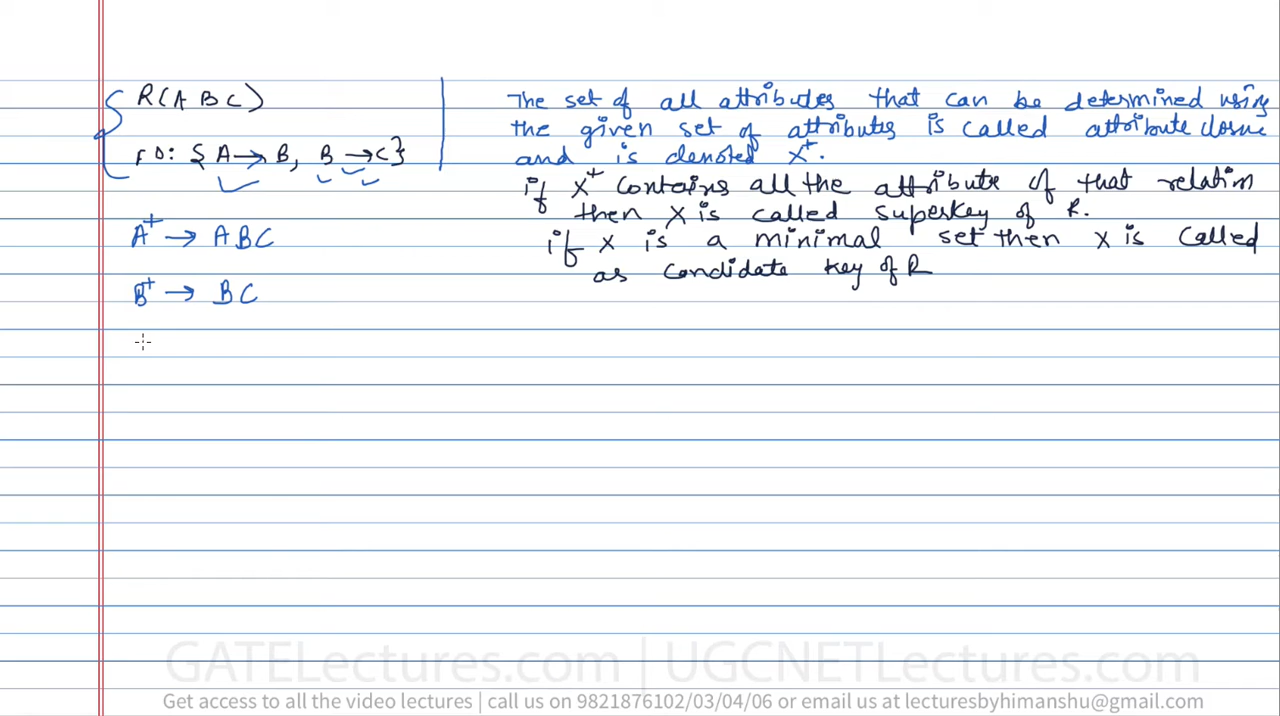 R(A B C)
FD: { A → B, B → C}
A⁺ → ABC
B⁺ → BC
The set of all attributes that can be determined using
the given set of attributes is called attribute closure
and is denoted X⁺.
if X⁺ contains all the attribute of that relation
then X is called superkey of R.
if X is a minimal set then X is called
as candidate key of R
GATELectures.com | UGCNETLectures.com
Get access to all the video lectures | call us on 9821876102/03/04/06 or email us at lecturesbyhimanshu@gmail.com